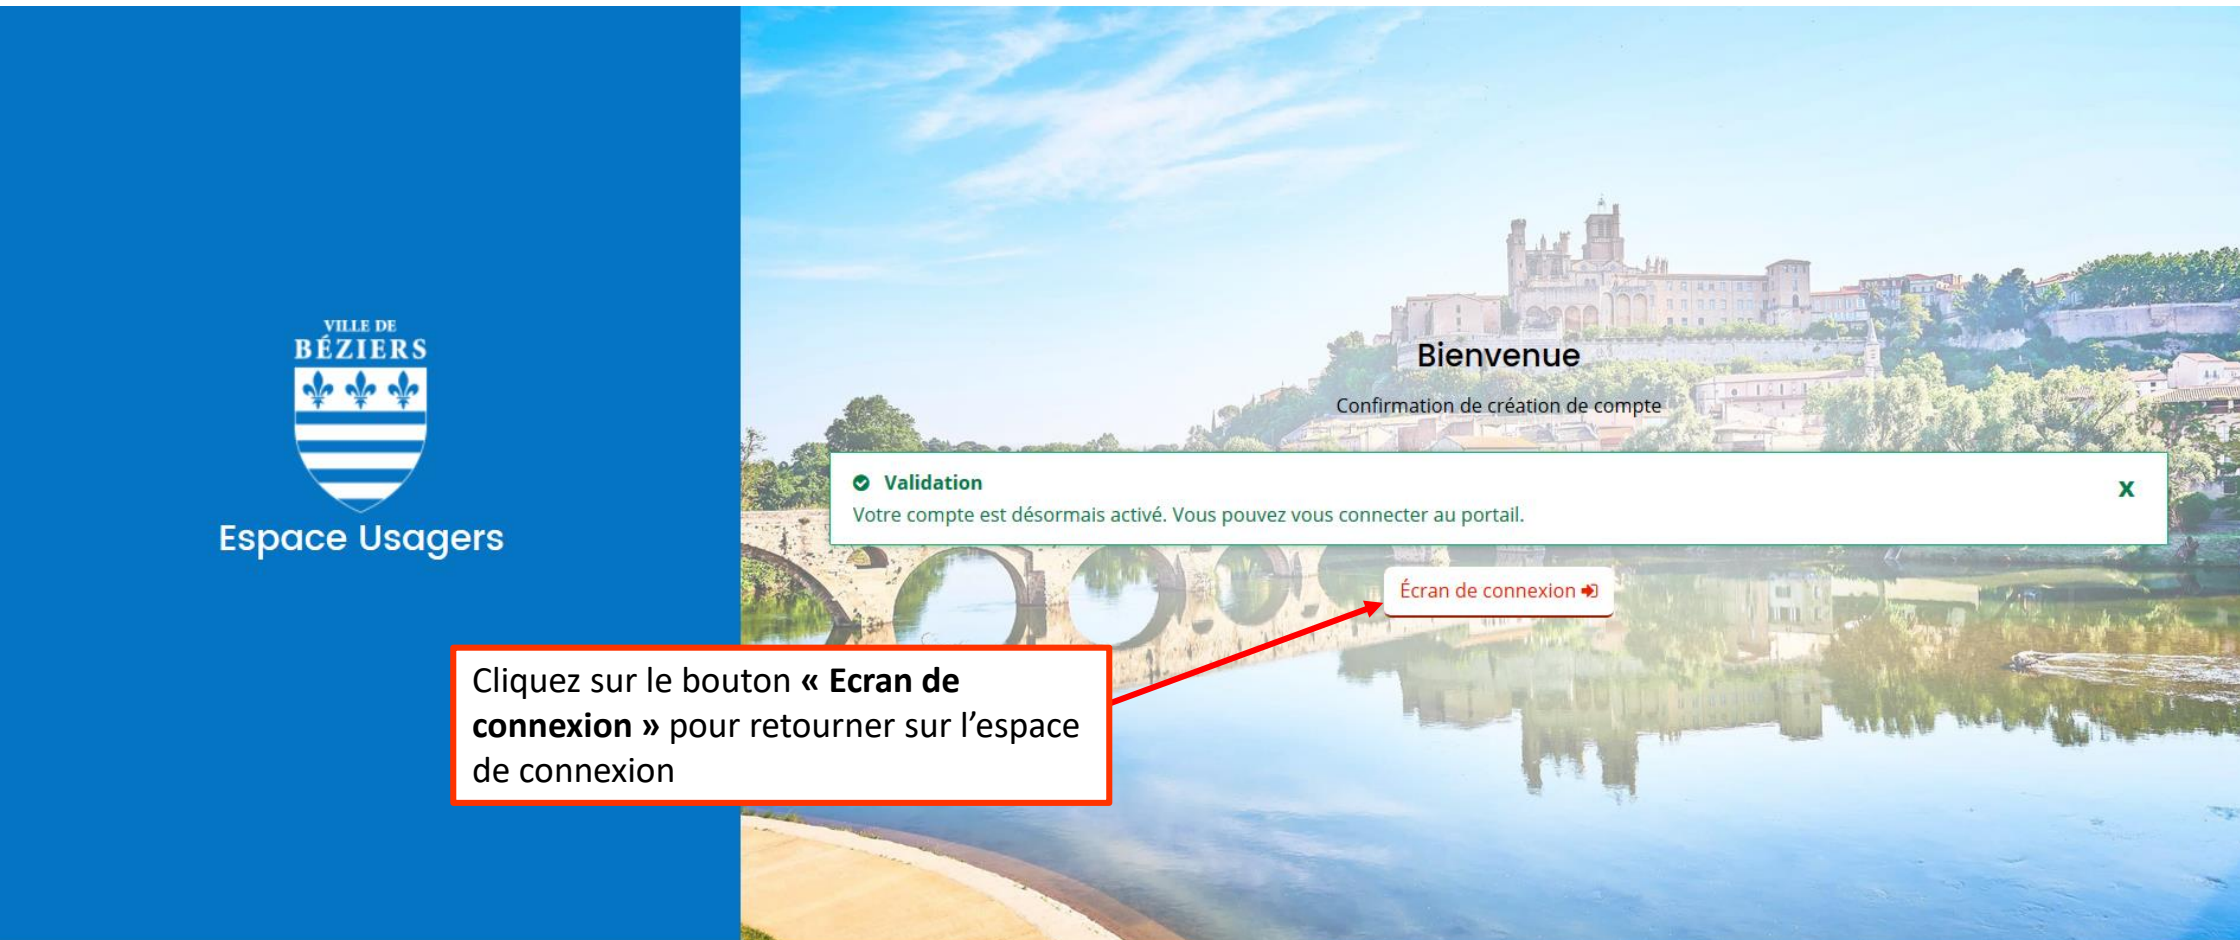 VILLE DE
BÉZIERS
Espace Usagers
Bienvenue
Confirmation de création de compte
Validation
X
Votre compte est désormais activé. Vous pouvez vous connecter au portail.
Écran de connexion
Cliquez sur le bouton « Ecran de
connexion » pour retourner sur l’espace
de connexion